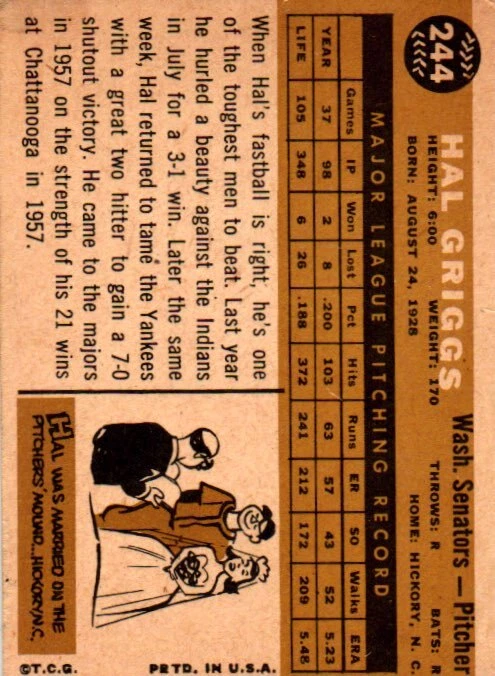 244
HAL GRIGGS Wash. Senators — Pitcher
HEIGHT: 6:00 WEIGHT: 170 THROWS: R BATS: R
BORN: AUGUST 24, 1928 HOME: HICKORY, N. C.
MAJOR LEAGUE PITCHING RECORD
Games IP Won Lost Pct Hits Runs ER SO Walks ERA
YEAR 37 98 2 8 .200 103 63 57 43 52 5.23
LIFE 105 348 6 26 .188 372 241 212 172 209 5.48
When Hal's fastball is right, he's one
of the toughest men to beat. Last year
he hurled a beauty against the Indians
in July for a 3-1 win. Later the same
week, Hal returned to tame the Yankees
with a great two hitter to gain a 7-0
shutout victory. He came to the majors
in 1957 on the strength of his 21 wins
at Chattanooga in 1957.
HAL WAS MARRIED ON THE
PITCHERS' MOUND...HICKORY, N.C.
©T.C.G. PRTD. IN U.S.A.